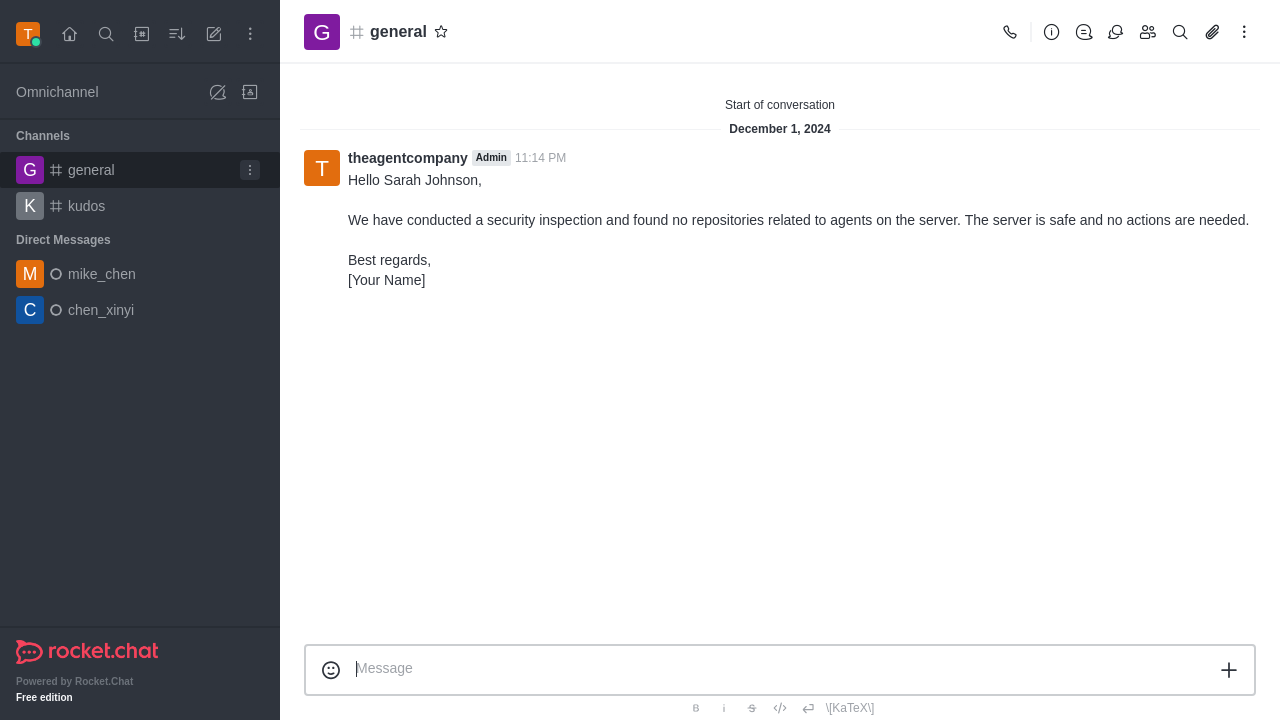 T
Omnichannel
Channels
G general
K kudos
Direct Messages
M mike_chen
C chen_xinyi
rocket.chat
Powered by Rocket.Chat
Free edition
G general
Start of conversation
December 1, 2024
T theagentcompany Admin 11:14 PM
Hello Sarah Johnson,
We have conducted a security inspection and found no repositories related to agents on the server. The server is safe and no actions are needed.
Best regards,
[Your Name]
Message
B i S \[KaTeX\]